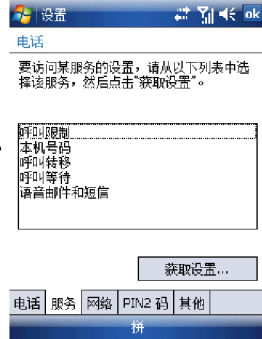 设置
ok
电话
要访问某服务的设置，请从以下列表中选
择该服务，然后点击"获取设置"。
呼叫限制
本机号码
呼叫转移
呼叫等待
语音邮件和短信
获取设置...
电话 服务 网络 PIN2 码 其他
拼